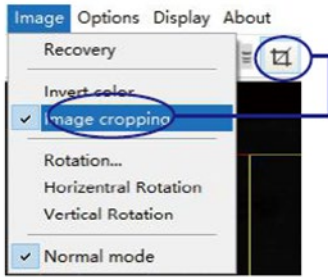 Image Options Display About
Recovery
Invert color
Image cropping
Rotation...
Horizentral Rotation
Vertical Rotation
Normal mode